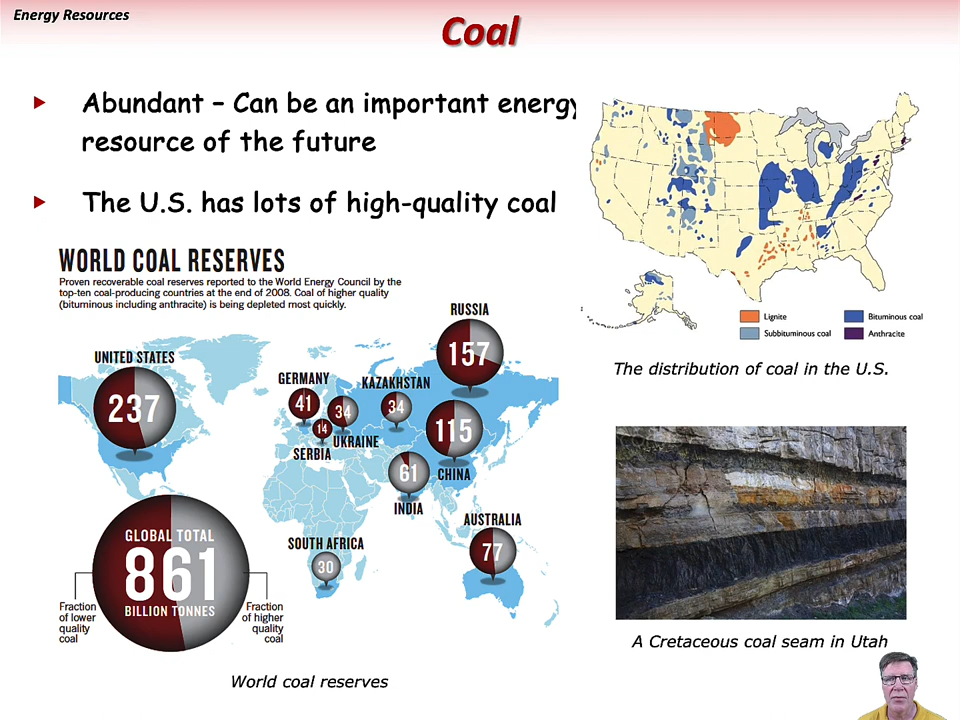 Energy Resources
Coal
Abundant – Can be an important energy
resource of the future
The U.S. has lots of high-quality coal
WORLD COAL RESERVES
Proven recoverable coal reserves reported to the World Energy Council by the
top-ten coal-producing countries at the end of 2008. Coal of higher quality
(bituminous including anthracite) is being depleted most quickly.
RUSSIA
157
UNITED STATES
237
GERMANY
41
KAZAKHSTAN
34
34
UKRAINE
14
SERBIA
115
CHINA
61
INDIA
AUSTRALIA
77
SOUTH AFRICA
30
GLOBAL TOTAL
861
BILLION TONNES
Fraction
of lower
quality
coal
Fraction
of higher
quality
coal
World coal reserves
Lignite
Bituminous coal
Subbituminous coal
Anthracite
The distribution of coal in the U.S.
A Cretaceous coal seam in Utah